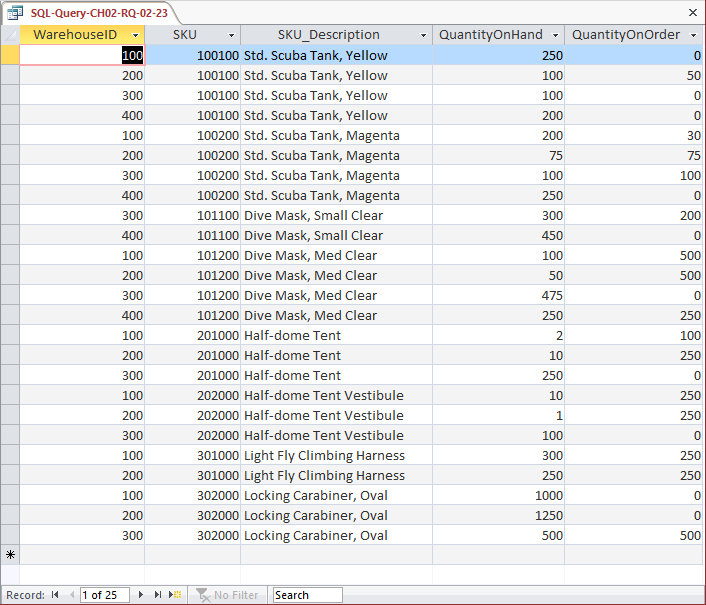 SQL-Query-CH02-RQ-02-23
WarehouseID SKU SKU_Description QuantityOnHand QuantityOnOrder
100 100100 Std. Scuba Tank, Yellow 250 0
200 100100 Std. Scuba Tank, Yellow 100 50
300 100100 Std. Scuba Tank, Yellow 100 0
400 100100 Std. Scuba Tank, Yellow 200 0
100 100200 Std. Scuba Tank, Magenta 200 30
200 100200 Std. Scuba Tank, Magenta 75 75
300 100200 Std. Scuba Tank, Magenta 100 100
400 100200 Std. Scuba Tank, Magenta 250 0
300 101100 Dive Mask, Small Clear 300 200
400 101100 Dive Mask, Small Clear 450 0
100 101200 Dive Mask, Med Clear 100 500
200 101200 Dive Mask, Med Clear 50 500
300 101200 Dive Mask, Med Clear 475 0
400 101200 Dive Mask, Med Clear 250 250
100 201000 Half-dome Tent 2 100
200 201000 Half-dome Tent 10 250
300 201000 Half-dome Tent 250 0
100 202000 Half-dome Tent Vestibule 10 250
200 202000 Half-dome Tent Vestibule 1 250
300 202000 Half-dome Tent Vestibule 100 0
100 301000 Light Fly Climbing Harness 300 250
200 301000 Light Fly Climbing Harness 250 250
100 302000 Locking Carabiner, Oval 1000 0
200 302000 Locking Carabiner, Oval 1250 0
300 302000 Locking Carabiner, Oval 500 500
Record: 1 of 25 No Filter Search